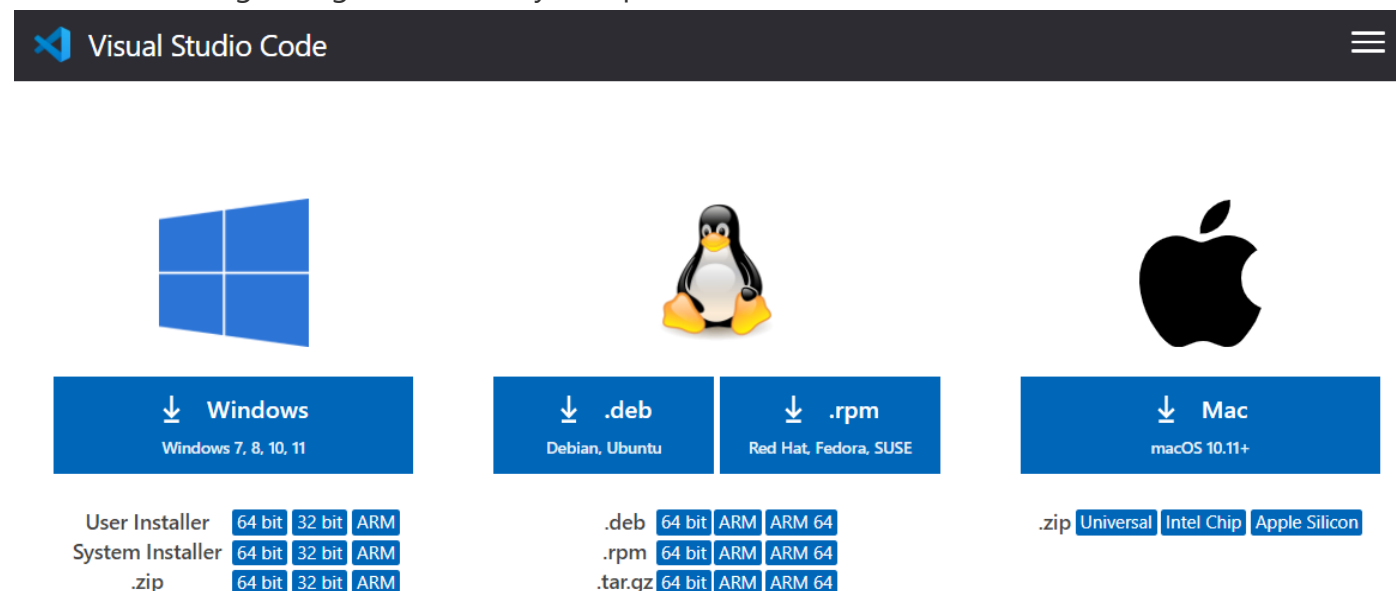 Visual Studio Code
Windows
Windows 7, 8, 10, 11
.deb
Debian, Ubuntu
.rpm
Red Hat, Fedora, SUSE
Mac
macOS 10.11+
User Installer 64 bit 32 bit ARM
System Installer 64 bit 32 bit ARM
.zip 64 bit 32 bit ARM
.deb 64 bit ARM ARM 64
.rpm 64 bit ARM ARM 64
.tar.gz 64 bit ARM ARM 64
.zip Universal Intel Chip Apple Silicon